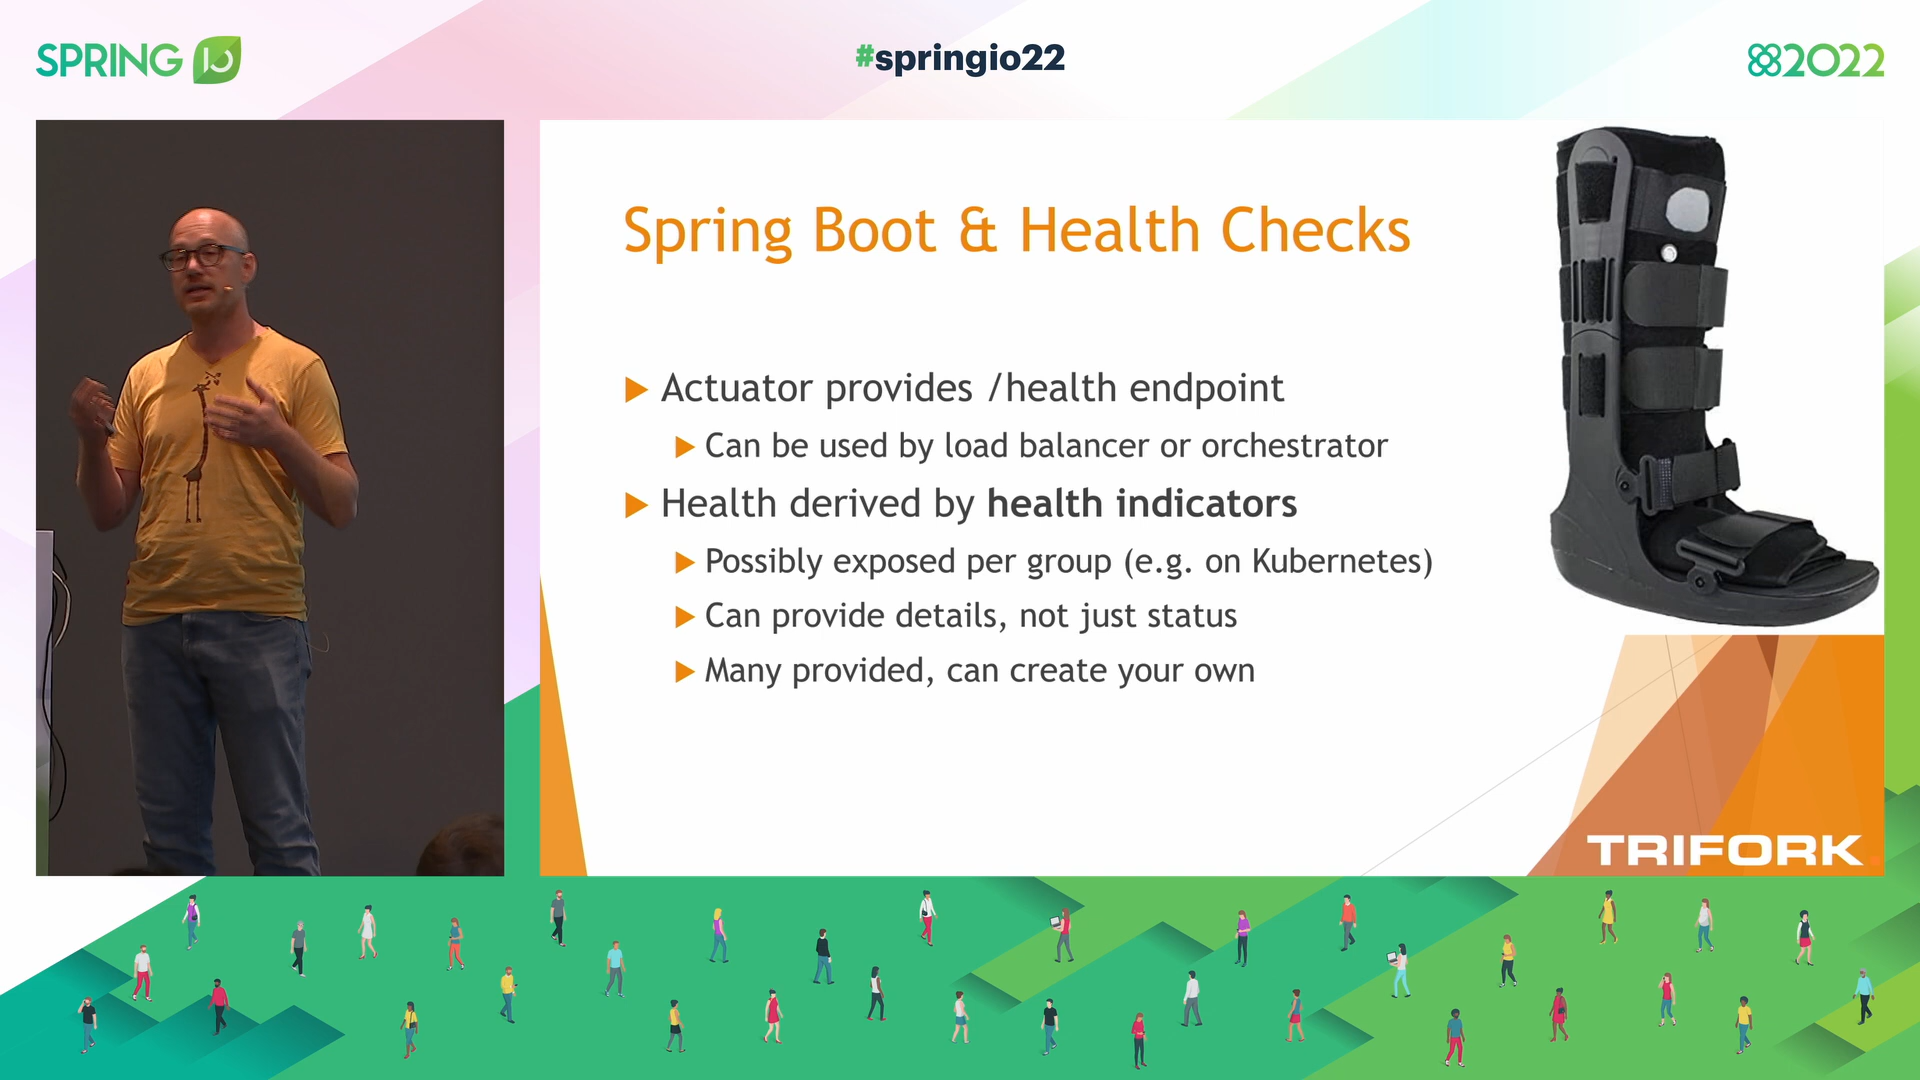 SPRING IO
#springio22
2022
Spring Boot & Health Checks
Actuator provides /health endpoint
Can be used by load balancer or orchestrator
Health derived by health indicators
Possibly exposed per group (e.g. on Kubernetes)
Can provide details, not just status
Many provided, can create your own
TRIFORK